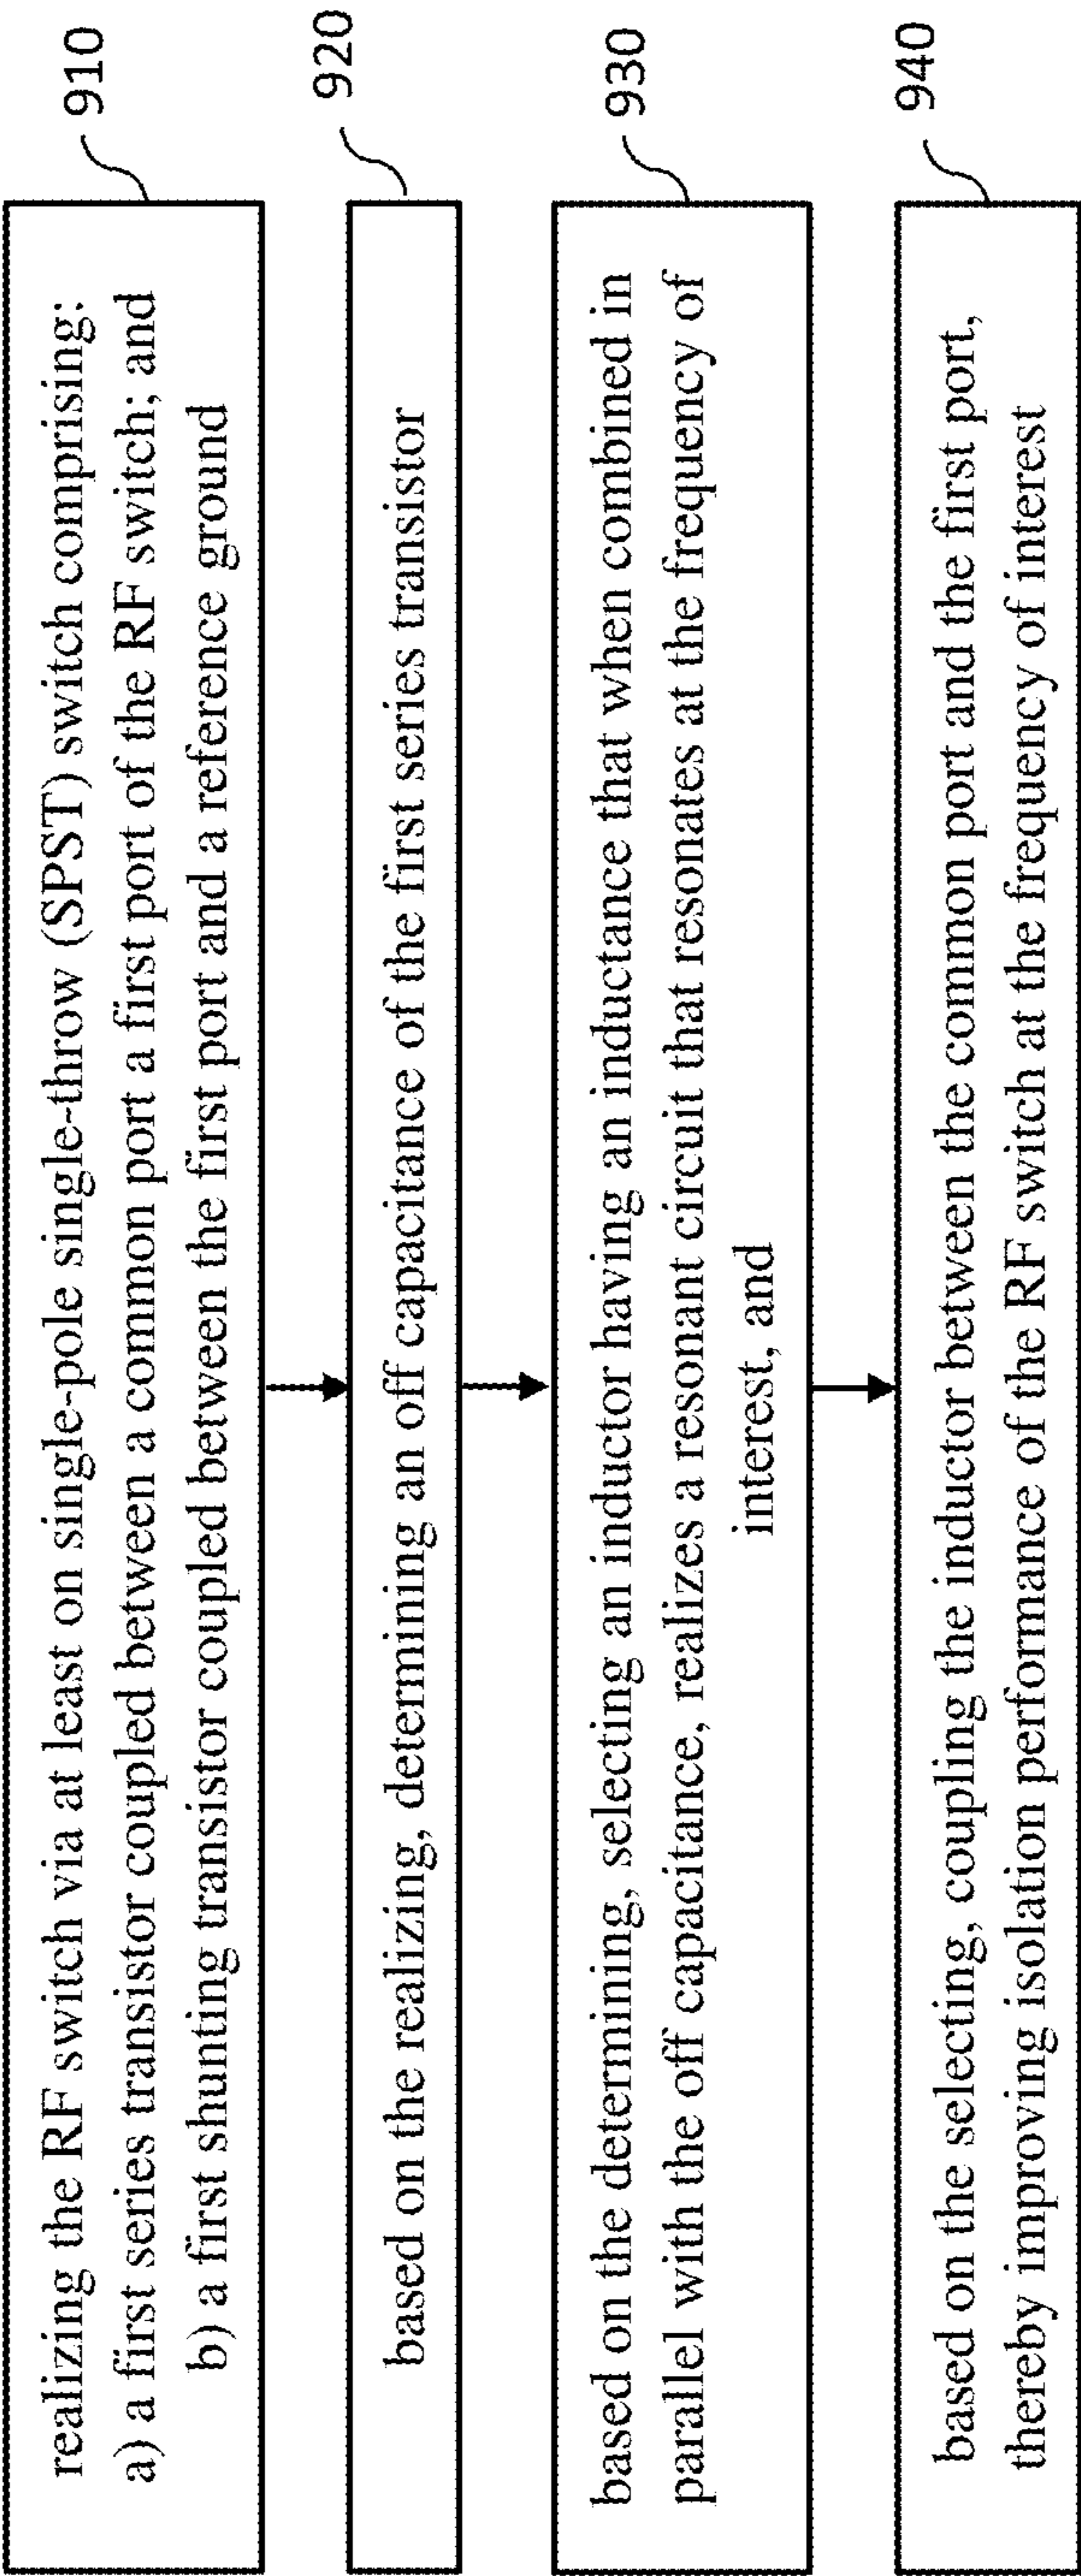 realizing the RF switch via at least on single-pole single-throw (SPST) switch comprising:
a) a first series transistor coupled between a common port a first port of the RF switch; and
b) a first shunting transistor coupled between the first port and a reference ground
910
based on the realizing, determining an off capacitance of the first series transistor
920
based on the determining, selecting an inductor having an inductance that when combined in
parallel with the off capacitance, realizes a resonant circuit that resonates at the frequency of
interest, and
930
based on the selecting, coupling the inductor between the common port and the first port,
thereby improving isolation performance of the RF switch at the frequency of interest
940